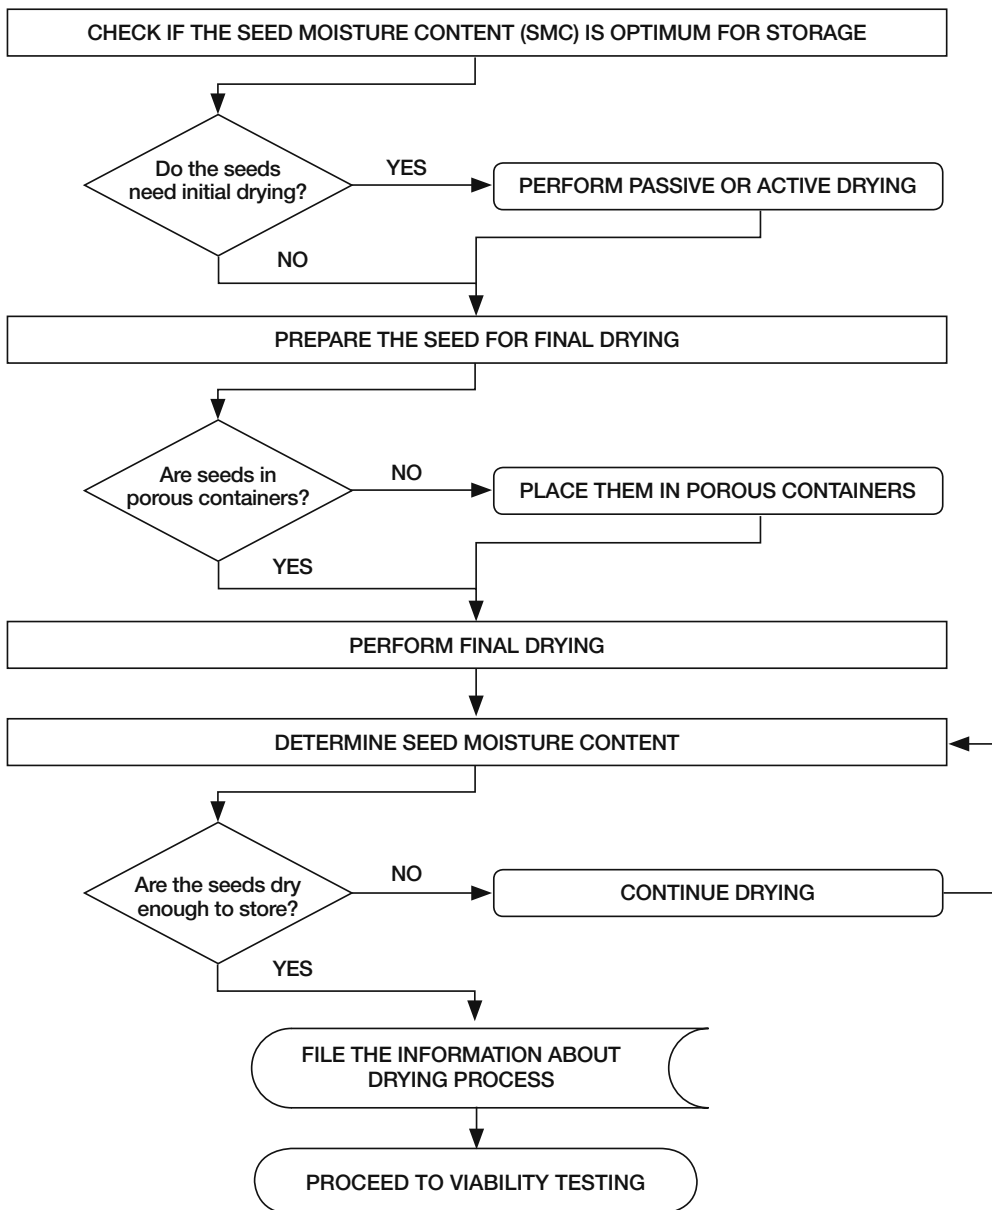 CHECK IF THE SEED MOISTURE CONTENT (SMC) IS OPTIMUM FOR STORAGE
Do the seeds
need initial drying?
YES
PERFORM PASSIVE OR ACTIVE DRYING
NO
PREPARE THE SEED FOR FINAL DRYING
Are seeds in
porous containers?
NO
PLACE THEM IN POROUS CONTAINERS
YES
PERFORM FINAL DRYING
DETERMINE SEED MOISTURE CONTENT
Are the seeds dry
enough to store?
NO
CONTINUE DRYING
YES
FILE THE INFORMATION ABOUT
DRYING PROCESS
PROCEED TO VIABILITY TESTING